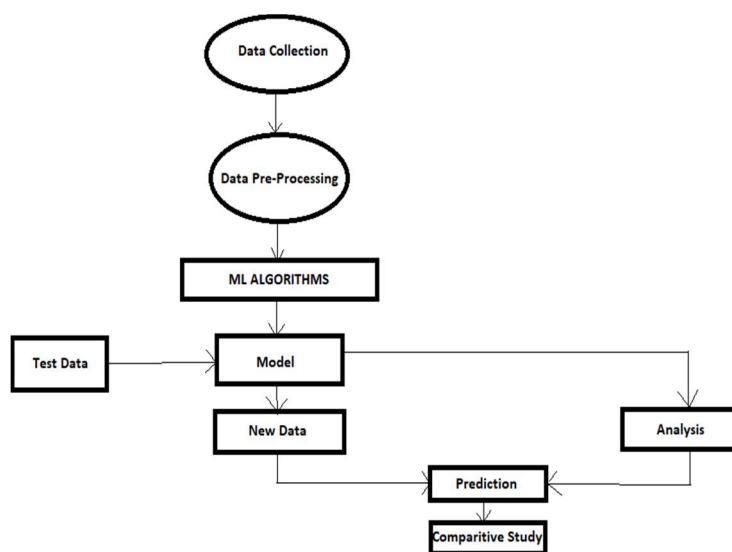 Data Collection
Data Pre-Processing
ML ALGORITHMS
Test Data
Model
New Data
Analysis
Prediction
Comparitive Study